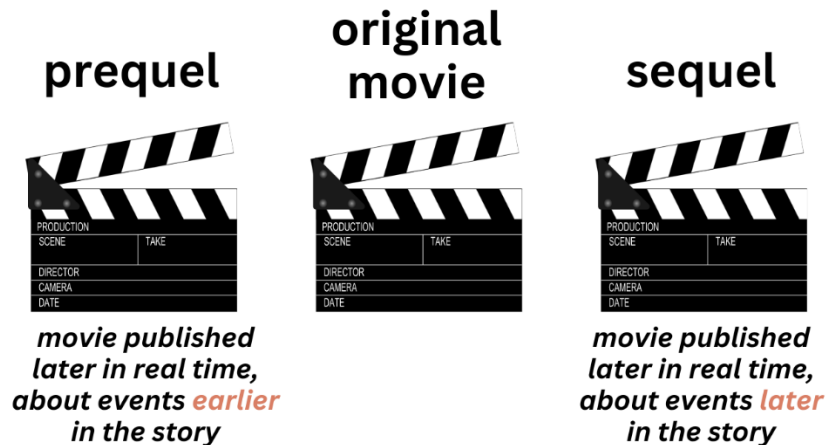 prequel
original
movie
sequel
PRODUCTION
SCENE TAKE
DIRECTOR
CAMERA
DATE
PRODUCTION
SCENE TAKE
DIRECTOR
CAMERA
DATE
PRODUCTION
SCENE TAKE
DIRECTOR
CAMERA
DATE
movie published
later in real time,
about events earlier
in the story
movie published
later in real time,
about events later
in the story